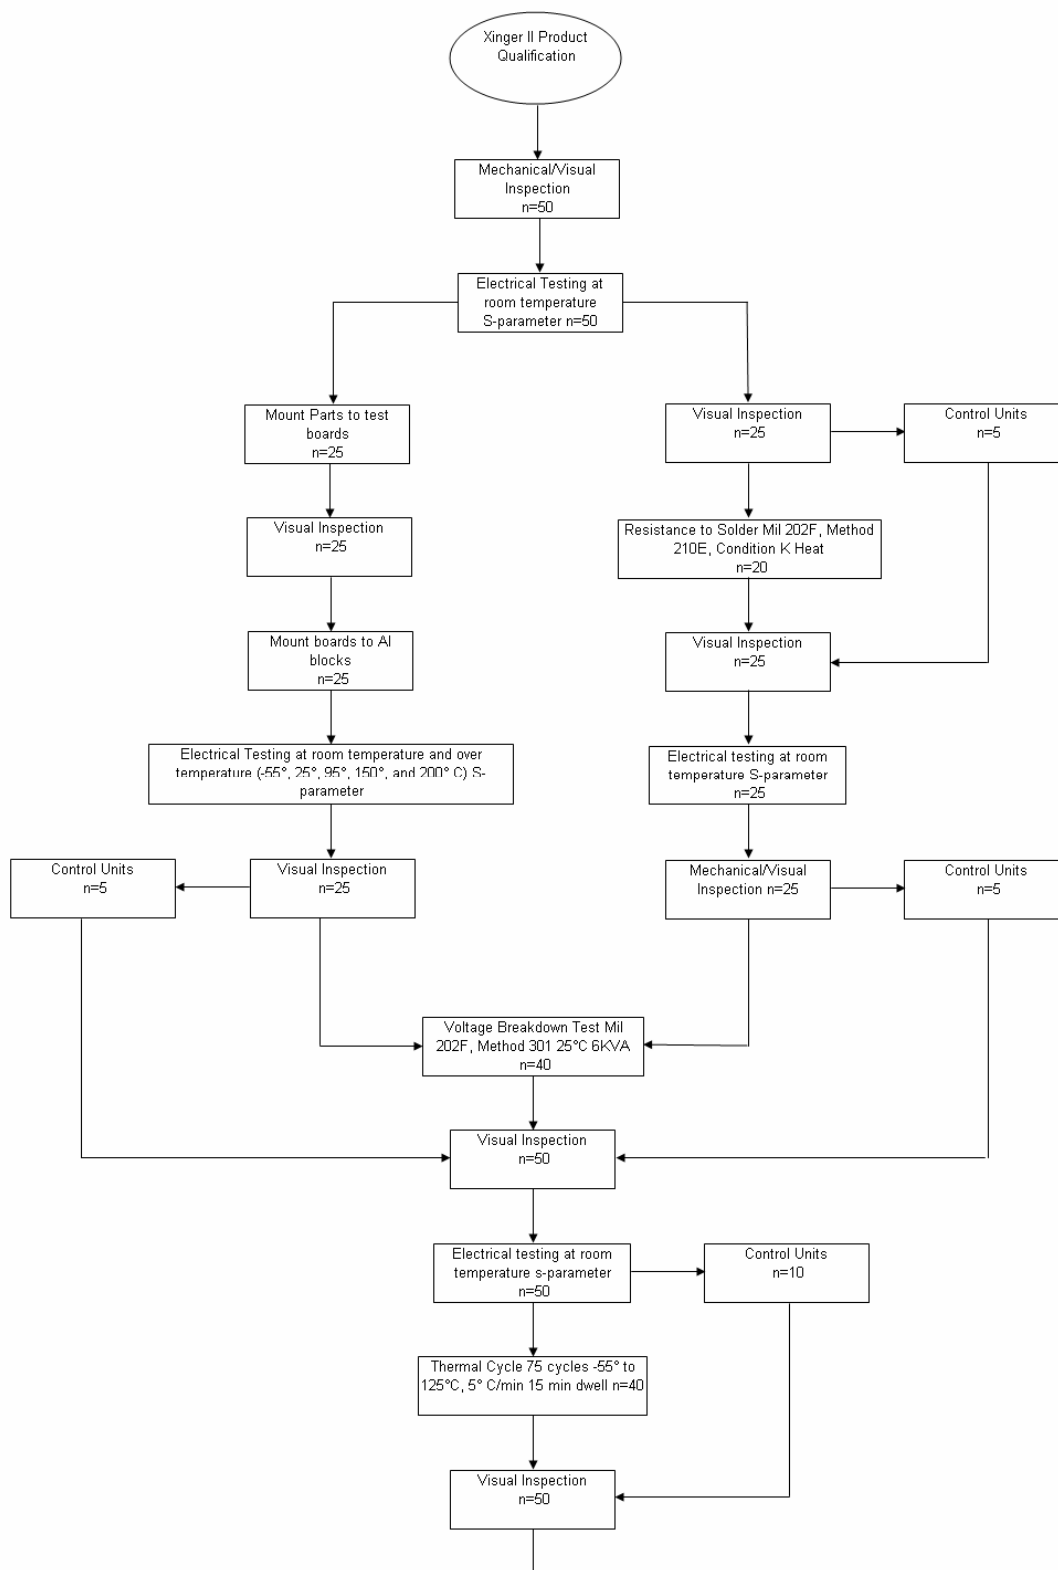 Xinger II Product
Qualification
Mechanical/Visual
Inspection
n=50
Electrical Testing at
room temperature
S-parameter n=50
Mount Parts to test
boards
n=25
Visual Inspection
n=25
Control Units
n=5
Visual Inspection
n=25
Resistance to Solder Mil 202F, Method
210E, Condition K Heat
n=20
Mount boards to Al
blocks
n=25
Visual Inspection
n=25
Electrical Testing at room temperature and over
temperature (-55°, 25°, 95°, 150°, and 200° C) S-
parameter
Electrical testing at room
temperature S-parameter
n=25
Control Units
n=5
Visual Inspection
n=25
Mechanical/Visual
Inspection n=25
Control Units
n=5
Voltage Breakdown Test Mil
202F, Method 301 25°C 6KVA
n=40
Visual Inspection
n=50
Electrical testing at room
temperature s-parameter
n=50
Control Units
n=10
Thermal Cycle 75 cycles -55° to
125°C, 5° C/min 15 min dwell n=40
Visual Inspection
n=50